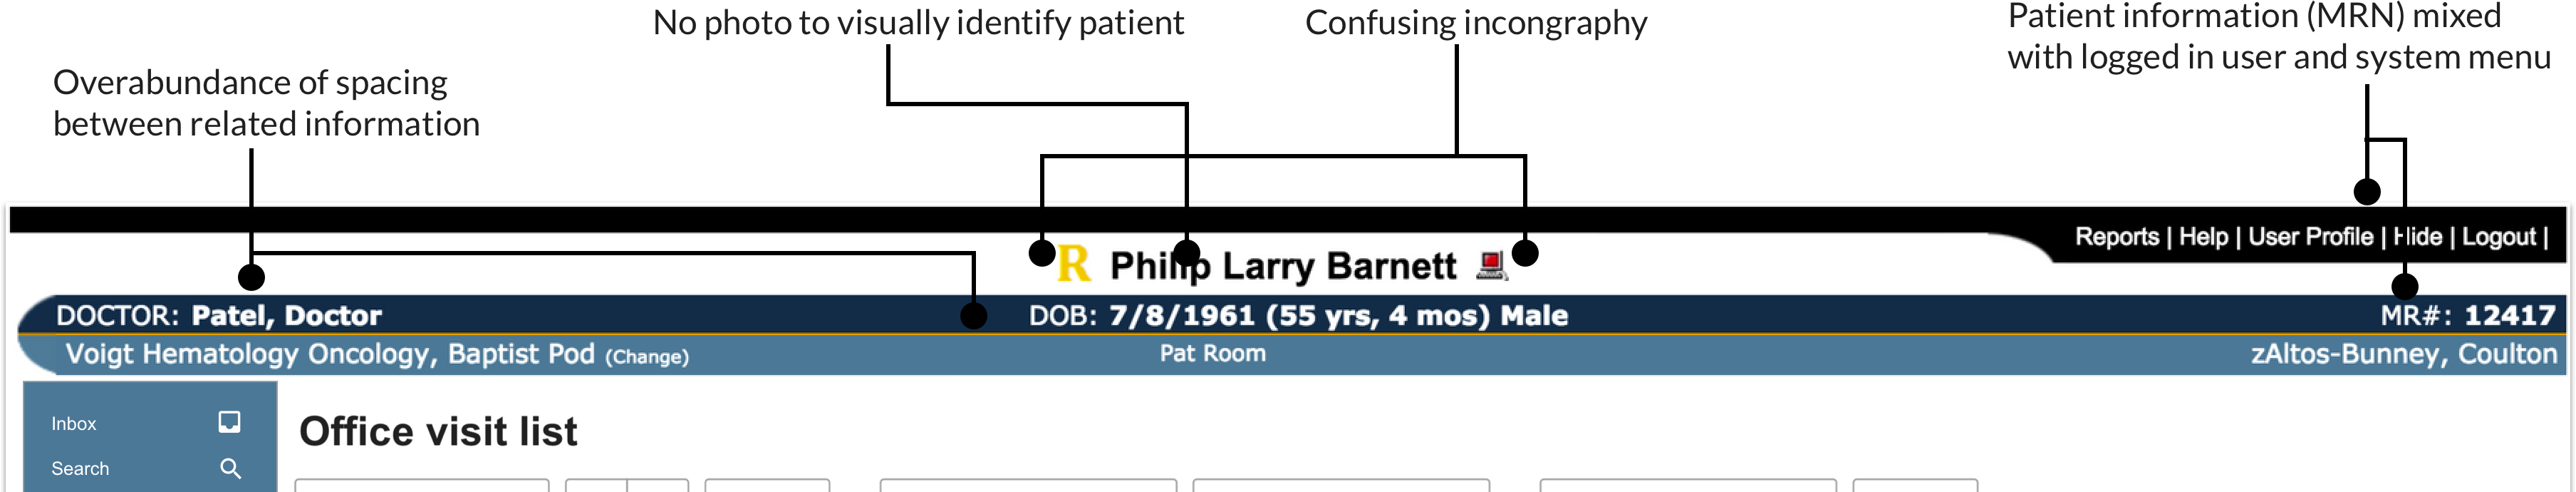 No photo to visually identify patient
Confusing incongraphy
Patient information (MRN) mixed
with logged in user and system menu
Overabundance of spacing
between related information
Reports | Help | User Profile | Hide | Logout |
R Philip Larry Barnett
DOCTOR: Patel, Doctor
DOB: 7/8/1961 (55 yrs, 4 mos) Male
MR#: 12417
Voigt Hematology Oncology, Baptist Pod (Change)
Pat Room
zAltos-Bunney, Coulton
Inbox
Search
Office visit list